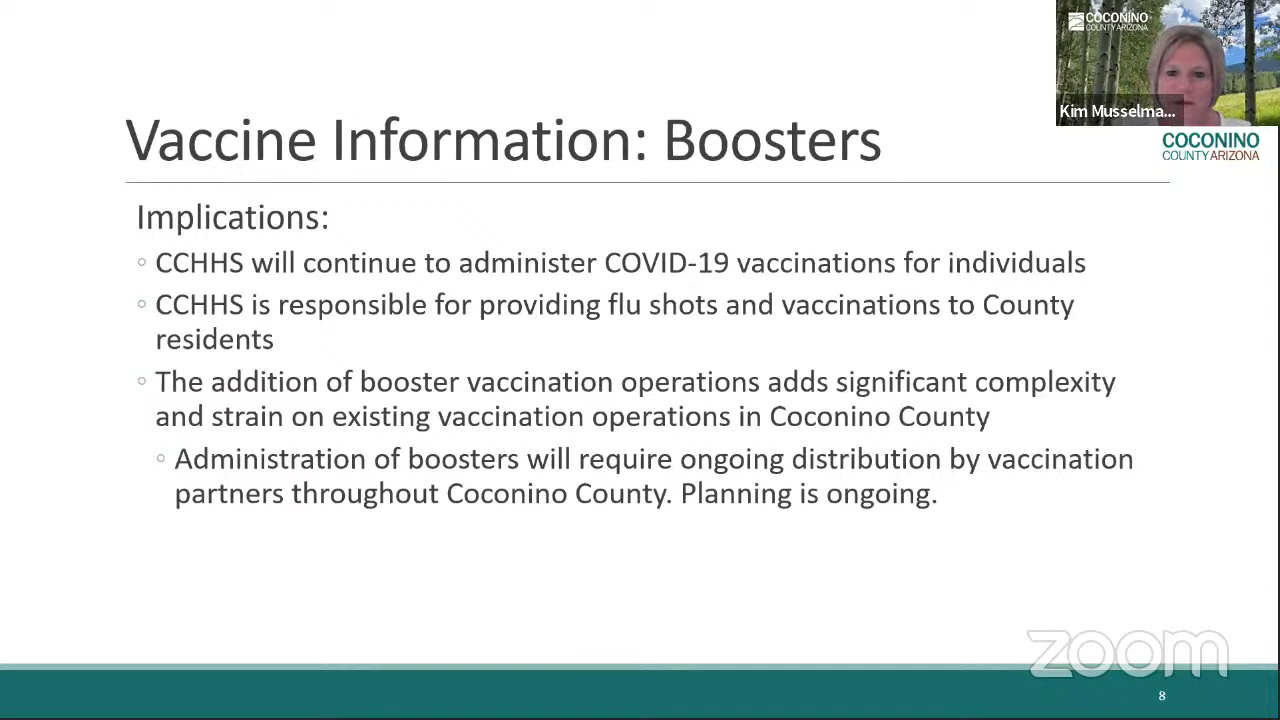 COCONINO
COUNTY ARIZONA
Kim Musselma...
COCONINO
COUNTY ARIZONA
Vaccine Information: Boosters
Implications:
◦ CCHHS will continue to administer COVID-19 vaccinations for individuals
◦ CCHHS is responsible for providing flu shots and vaccinations to County
residents
◦ The addition of booster vaccination operations adds significant complexity
and strain on existing vaccination operations in Coconino County
◦ Administration of boosters will require ongoing distribution by vaccination
partners throughout Coconino County. Planning is ongoing.
zoom
8